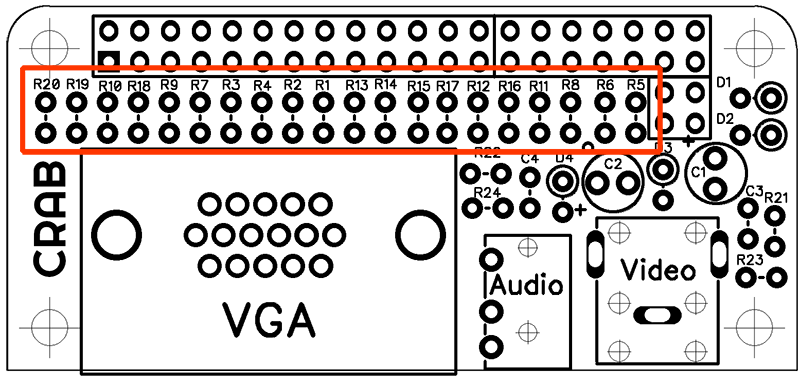 R20 R19 R10 R18 R9 R7 R3 R4 R2 R1 R13 R14 R15 R17 R12 R16 R11 R8 R6 R5
D1
D2
D3
R22 C4 D4 C2 C1
R24
C3 R21
R23
CRAB
VGA
Audio
Video